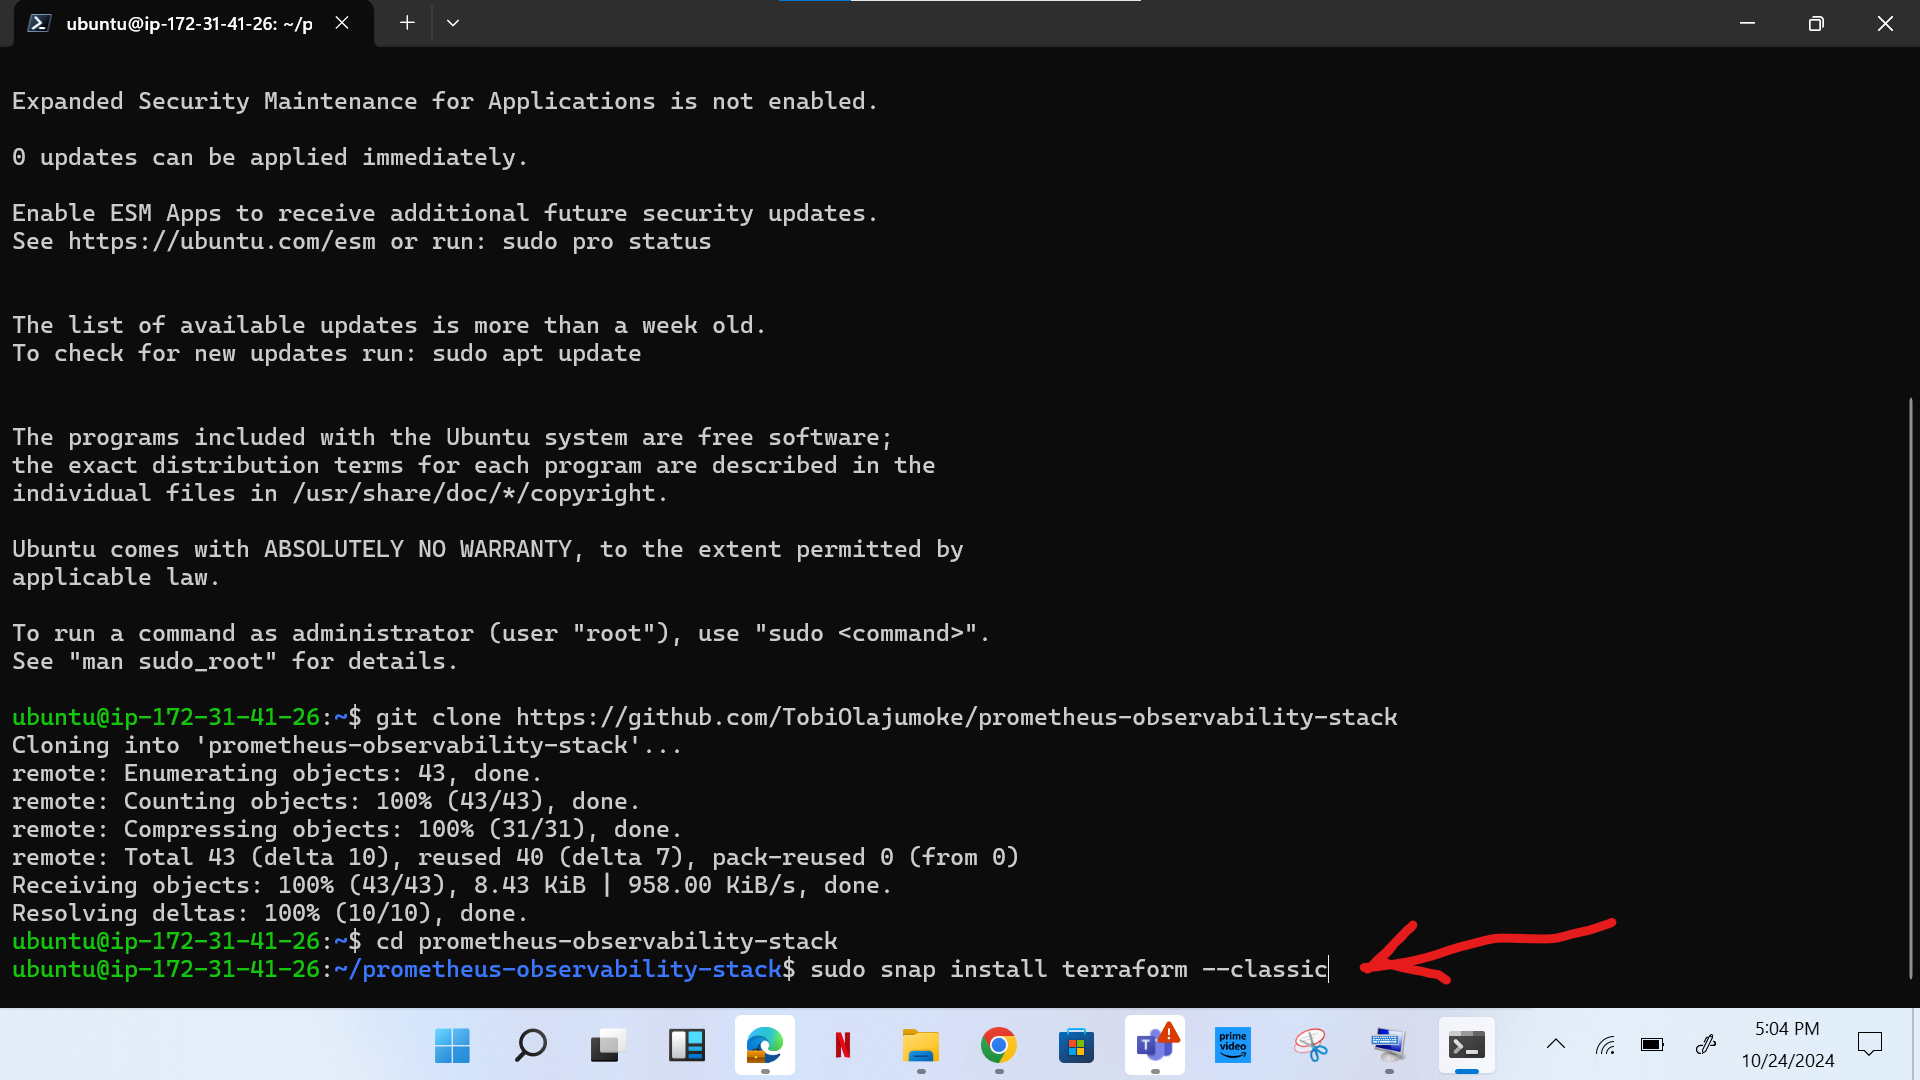 ubuntu@ip-172-31-41-26: ~/p
Expanded Security Maintenance for Applications is not enabled.
0 updates can be applied immediately.
Enable ESM Apps to receive additional future security updates.
See https://ubuntu.com/esm or run: sudo pro status
The list of available updates is more than a week old.
To check for new updates run: sudo apt update
The programs included with the Ubuntu system are free software;
the exact distribution terms for each program are described in the
individual files in /usr/share/doc/*/copyright.
Ubuntu comes with ABSOLUTELY NO WARRANTY, to the extent permitted by
applicable law.
To run a command as administrator (user "root"), use "sudo <command>".
See "man sudo_root" for details.
ubuntu@ip-172-31-41-26:~$ git clone https://github.com/TobiOlajumoke/prometheus-observability-stack
Cloning into 'prometheus-observability-stack'...
remote: Enumerating objects: 43, done.
remote: Counting objects: 100% (43/43), done.
remote: Compressing objects: 100% (31/31), done.
remote: Total 43 (delta 10), reused 40 (delta 7), pack-reused 0 (from 0)
Receiving objects: 100% (43/43), 8.43 KiB | 958.00 KiB/s, done.
Resolving deltas: 100% (10/10), done.
ubuntu@ip-172-31-41-26:~$ cd prometheus-observability-stack
ubuntu@ip-172-31-41-26:~/prometheus-observability-stack$ sudo snap install terraform --classic
N
T
prime
video
5:04 PM
10/24/2024